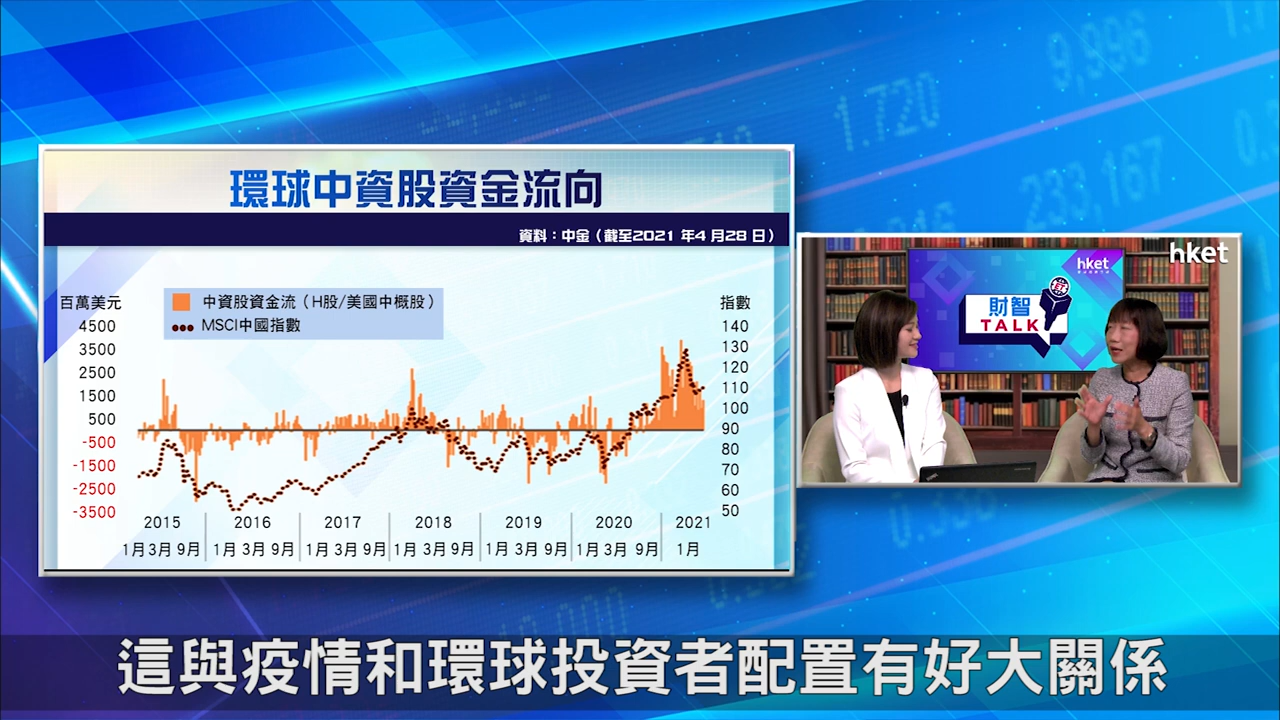 環球中資股資金流向
資料：中金（截至2021 年4 月28 日）
百萬美元
中資股資金流（H股/美國中概股）
MSCI中國指數
指數
4500
3500
2500
1500
500
-500
-1500
-2500
-3500
140
130
120
110
100
90
80
70
60
50
2015 2016 2017 2018 2019 2020 2021
1月 3月 9月 1月 3月 9月 1月 3月 9月 1月 3月 9月 1月 3月 9月 1月 3月 9月 1月
hket
hket
財智
TALK
1.720
9,996
233,167
這與疫情和環球投資者配置有好大關係